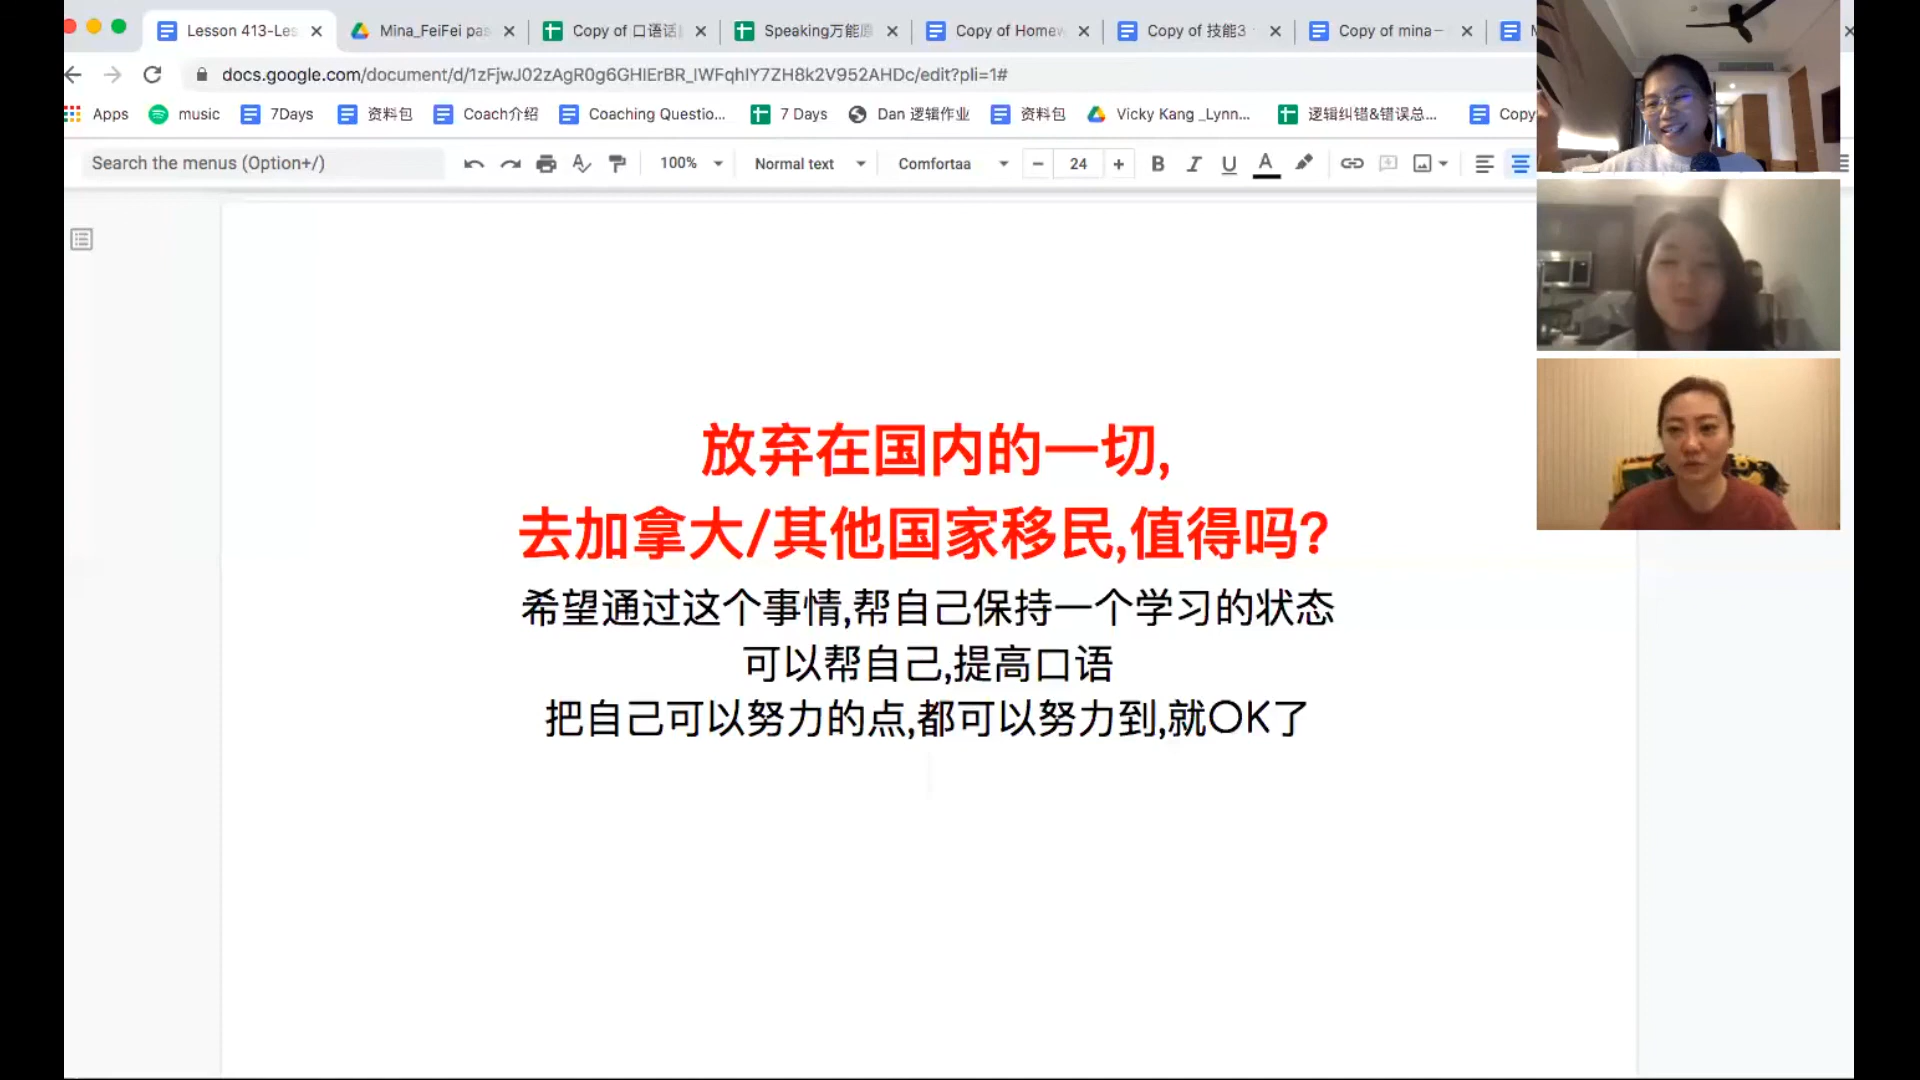 Lesson 413-Les
Mina_FeiFei pas
Copy of 口语话
Speaking万能
Copy of Homew
Copy of 技能3
Copy of mina一
docs.google.com/document/d/1zFjwJ02zAgR0g6GHlErBR_lWFqhlY7ZH8k2V952AHDc/edit?pli=1#
Apps
music
7Days
资料包
Coach介绍
Coaching Questio...
7 Days
Dan 逻辑作业
资料包
Vicky Kang _Lynn...
逻辑纠错&错误总...
Copy
Search the menus (Option+/)
100%
Normal text
Comfortaa
24
放弃在国内的一切,
去加拿大/其他国家移民,值得吗?
希望通过这个事情,帮自己保持一个学习的状态
可以帮自己,提高口语
把自己可以努力的点,都可以努力到,就OK了